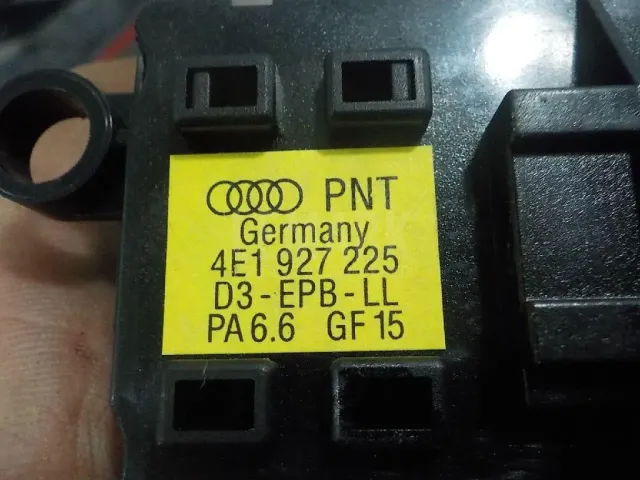 PNT
Germany
4E1 927 225
D3-EPB-LL
PA6.6 GF15